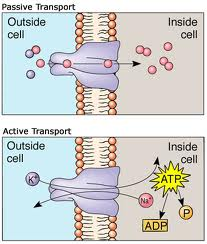 Passive Transport
Outside
cell
Inside
cell
Active Transport
Outside
cell
Inside
cell
K+
ATP
Na+
P
ADP